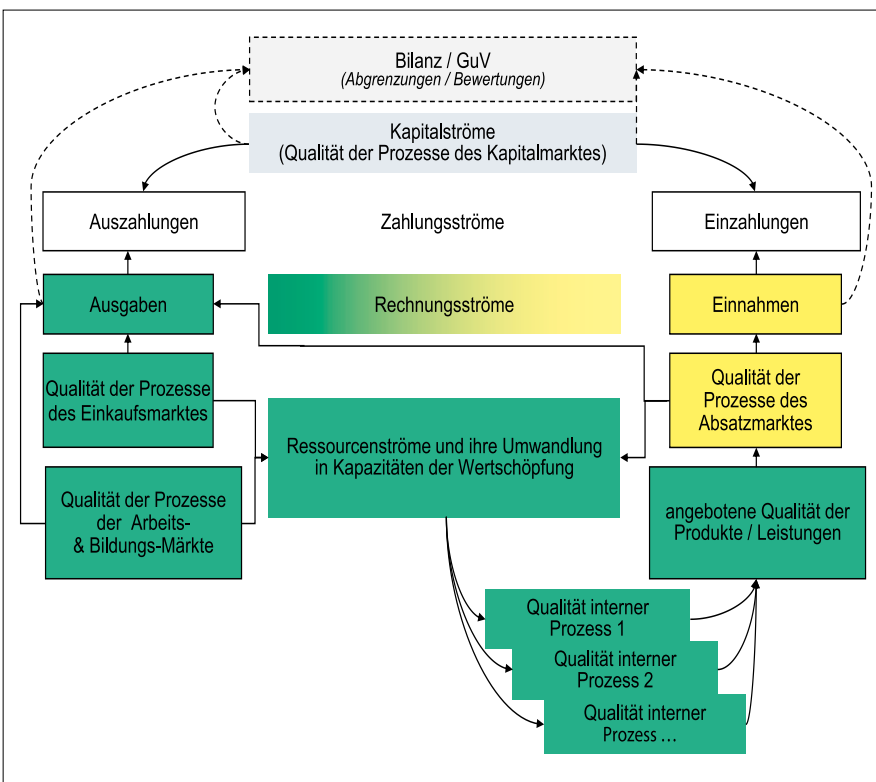 Bilanz / GuV
(Abgrenzungen / Bewertungen)
Kapitalströme
(Qualität der Prozesse des Kapitalmarktes)
Auszahlungen
Zahlungsströme
Einzahlungen
Ausgaben
Rechnungsströme
Einnahmen
Qualität der Prozesse
des Einkaufsmarktes
Qualität der
Prozesse des
Absatzmarktes
Ressourcenströme und ihre Umwandlung
in Kapazitäten der Wertschöpfung
Qualität der Prozesse
der Arbeits-
& Bildungs-Märkte
angebotene Qualität der
Produkte / Leistungen
Qualität interner
Prozess 1
Qualität interner
Prozess 2
Qualität interner
Prozess ...